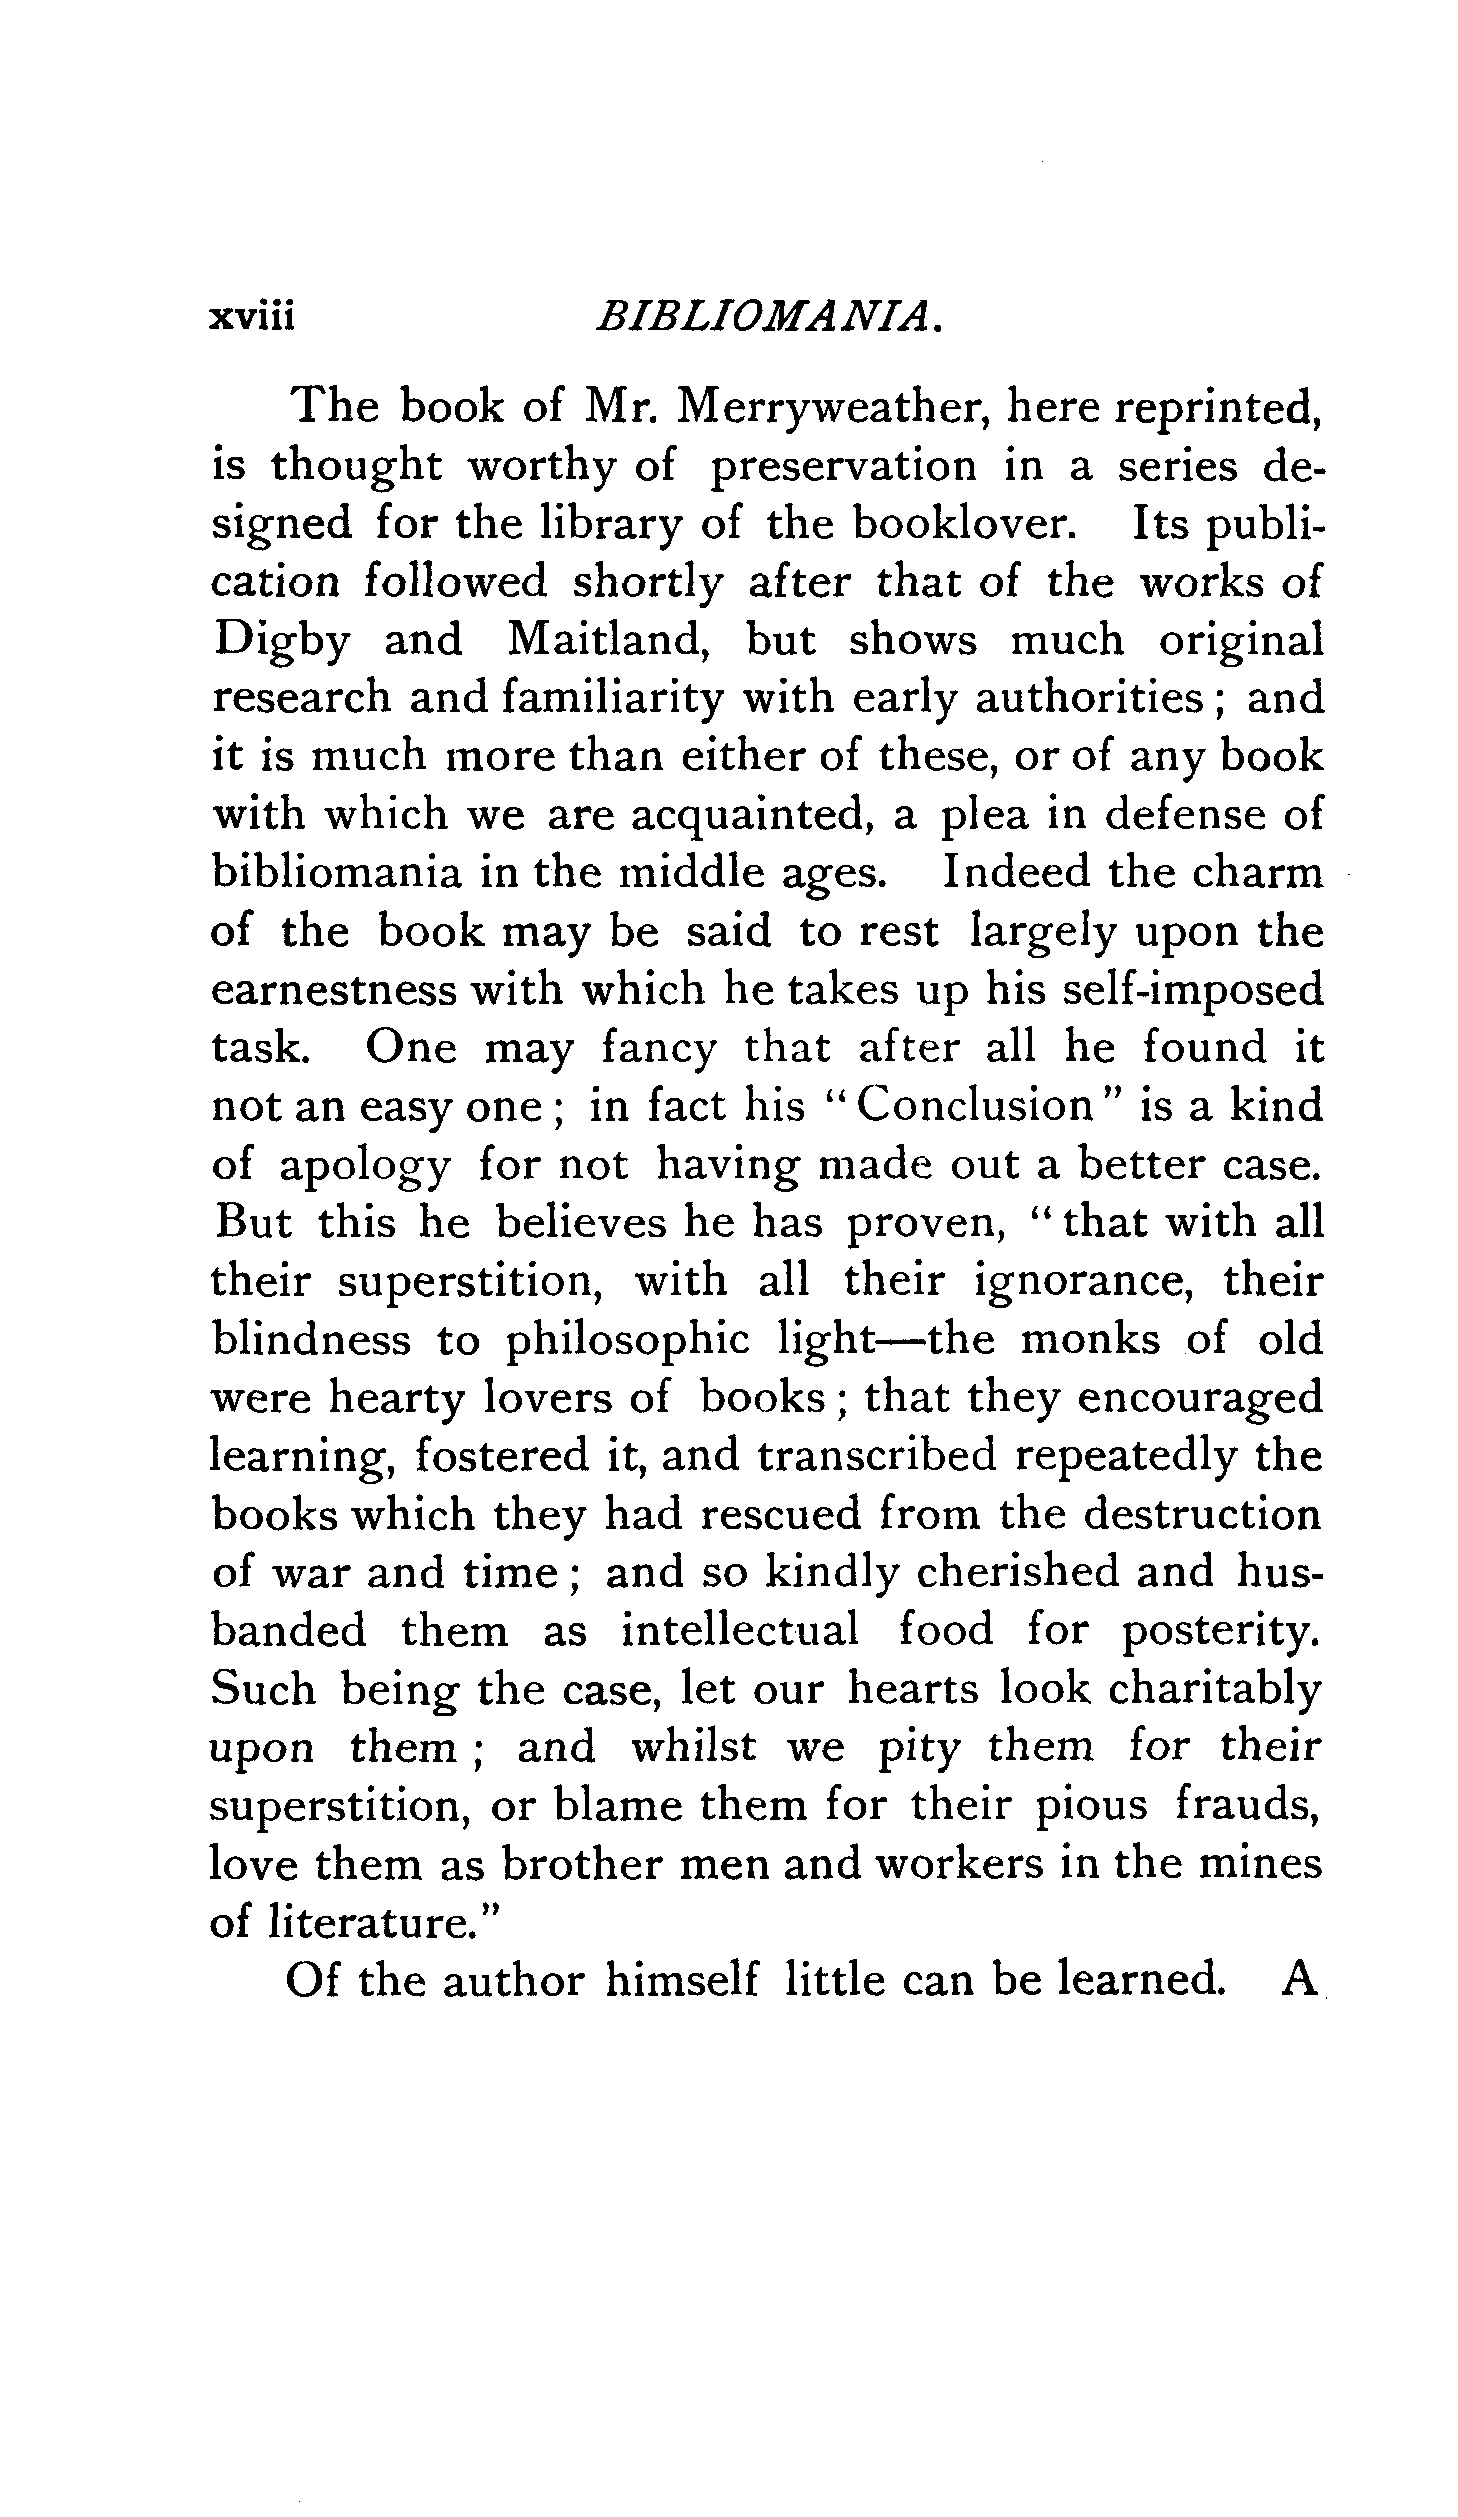 xviii BIBLIOMANIA.
The book of Mr. Merryweather, here reprinted,
is thought worthy of preservation in a series de-
signed for the library of the booklover. Its publi-
cation followed shortly after that of the works of
Digby and Maitland, but shows much original
research and familiarity with early authorities ; and
it is much more than either of these, or of any book
with which we are acquainted, a plea in defense of
bibliomania in the middle ages. Indeed the charm
of the book may be said to rest largely upon the
earnestness with which he takes up his self-imposed
task. One may fancy that after all he found it
not an easy one ; in fact his “ Conclusion ” is a kind
of apology for not having made out a better case.
But this he believes he has proven, “ that with all
their superstition, with all their ignorance, their
blindness to philosophic light—the monks of old
were hearty lovers of books ; that they encouraged
learning, fostered it, and transcribed repeatedly the
books which they had rescued from the destruction
of war and time ; and so kindly cherished and hus-
banded them as intellectual food for posterity.
Such being the case, let our hearts look charitably
upon them ; and whilst we pity them for their
superstition, or blame them for their pious frauds,
love them as brother men and workers in the mines
of literature.”
Of the author himself little can be learned. A